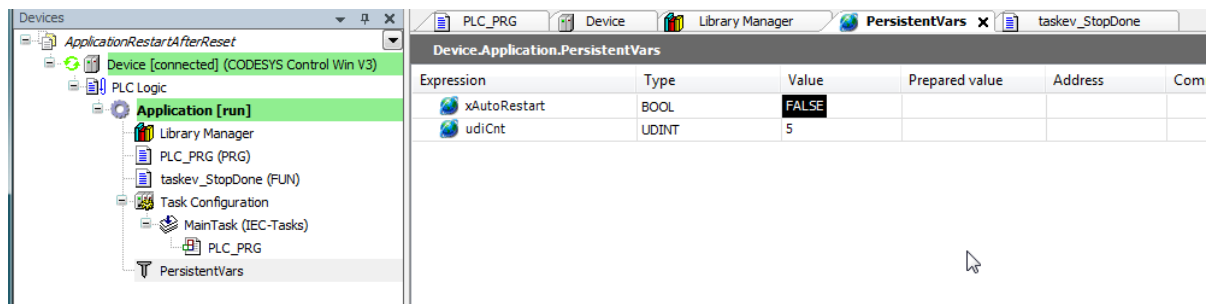 Devices
ApplicationRestartAfterReset
Device [connected] (CODESYS Control Win V3)
PLC Logic
Application [run]
Library Manager
PLC_PRG (PRG)
taskev_StopDone (FUN)
Task Configuration
MainTask (IEC-Tasks)
PLC_PRG
PersistentVars
PLC_PRG Device Library Manager PersistentVars taskev_StopDone
Device.Application.PersistentVars
Expression Type Value Prepared value Address Com
xAutoRestart BOOL FALSE
udiCnt UDINT 5